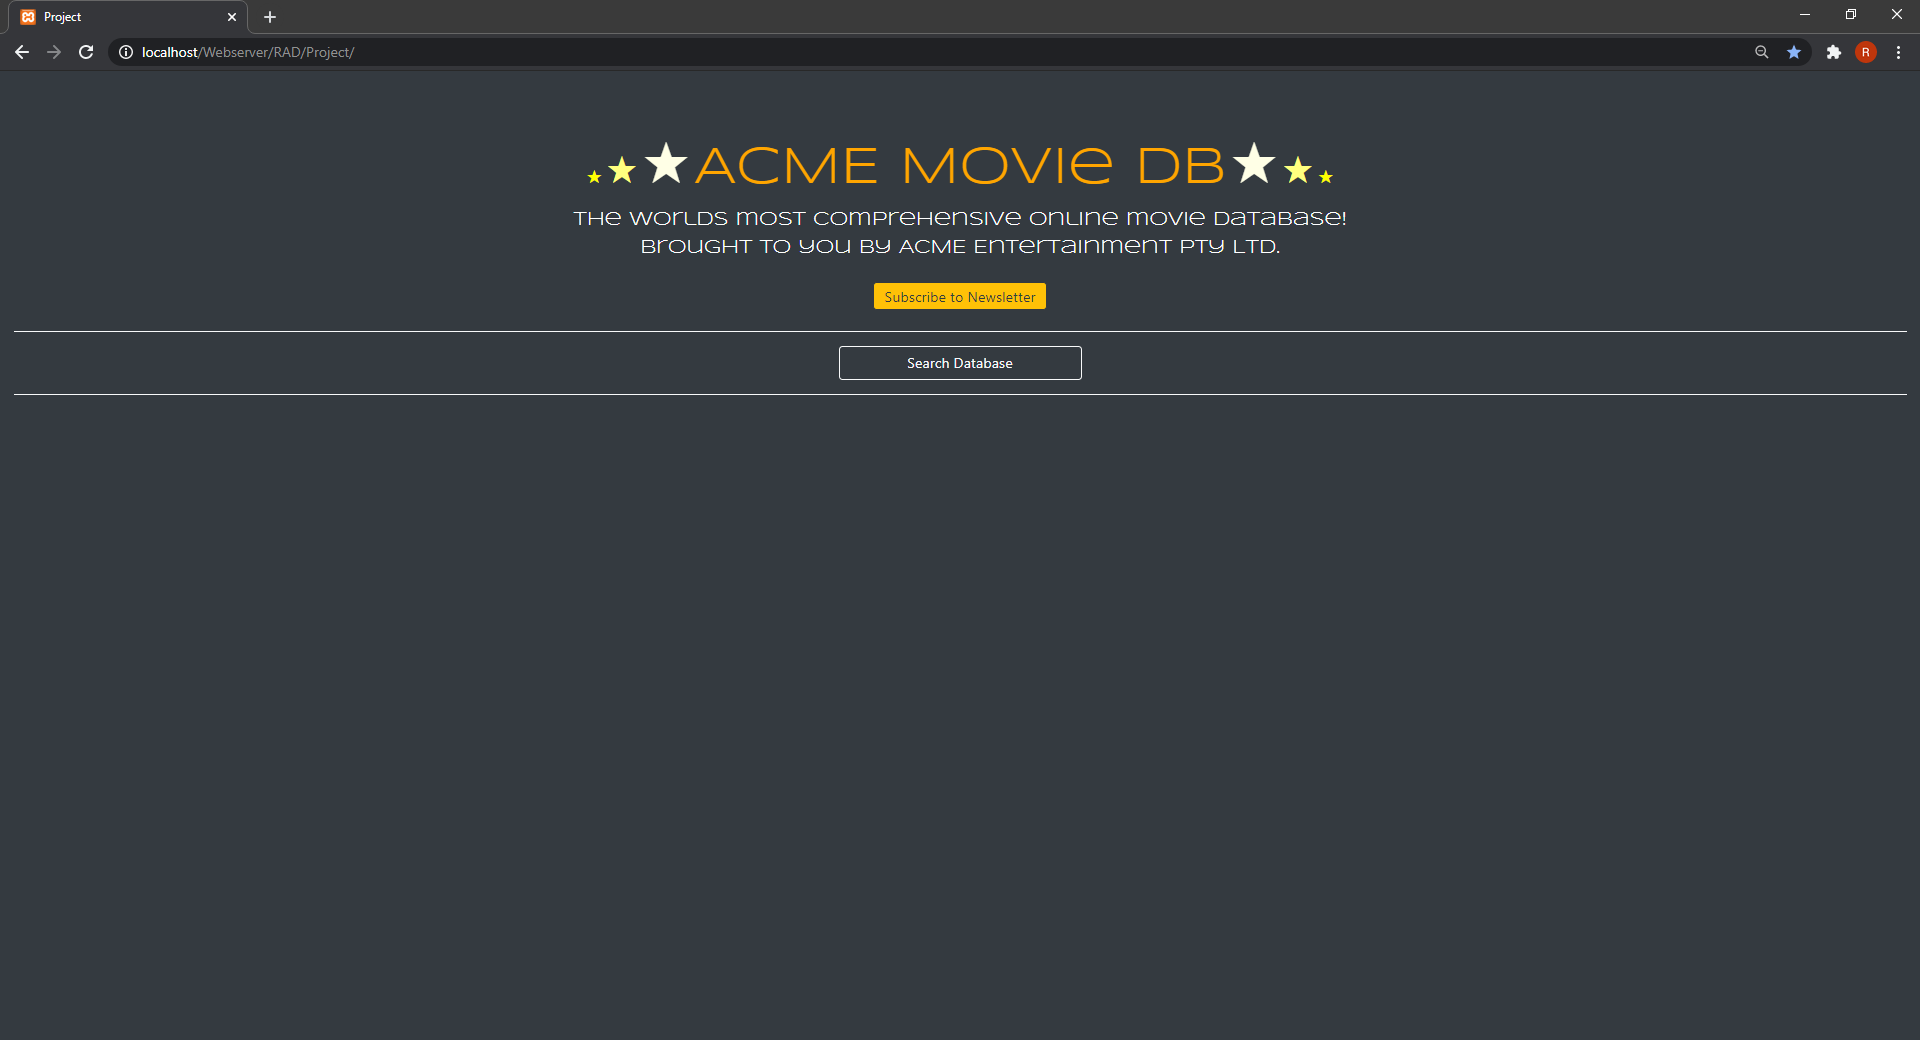 Project
localhost/Webserver/RAD/Project/
R
★★★ACME Movie DB★★★
The worlds most comprehensive online movie database!
Brought to you by ACME Entertainment Pty Ltd.
Subscribe to Newsletter
Search Database